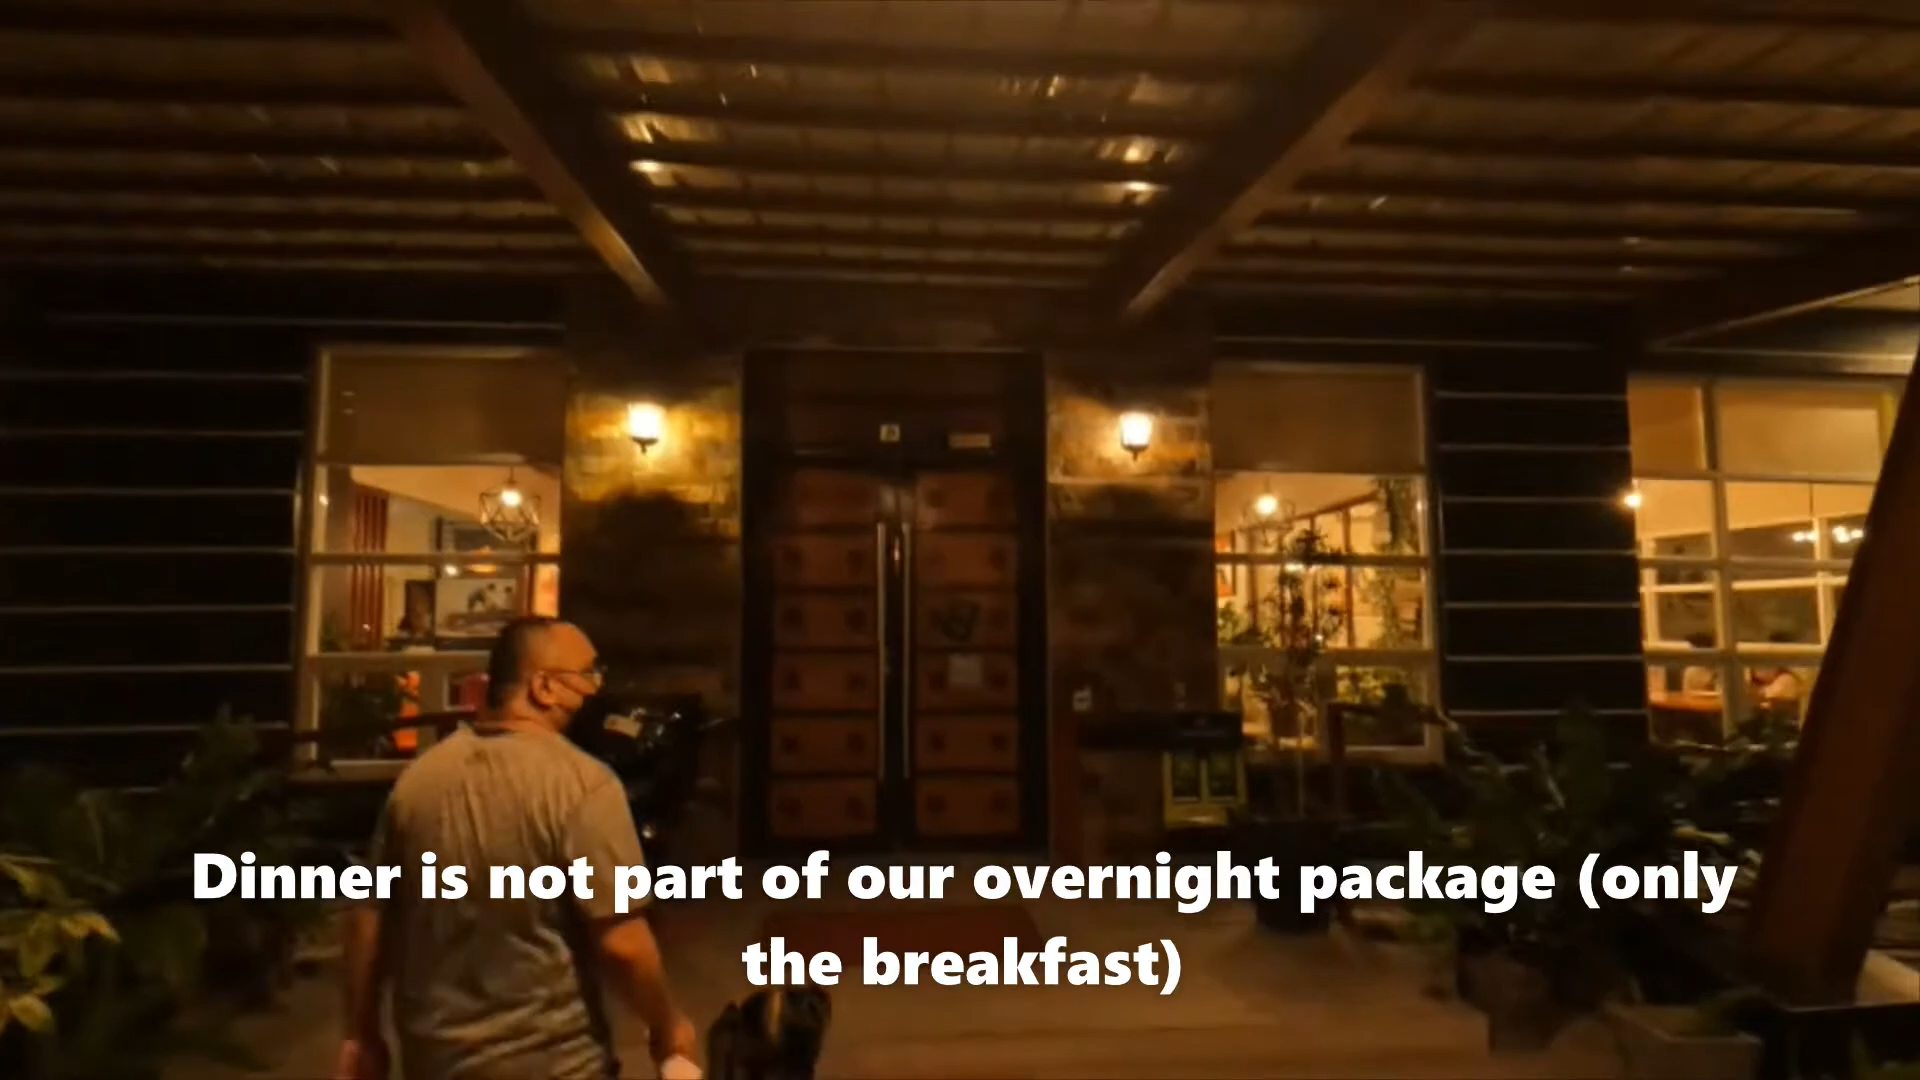 Dinner is not part of our overnight package (only
the breakfast)